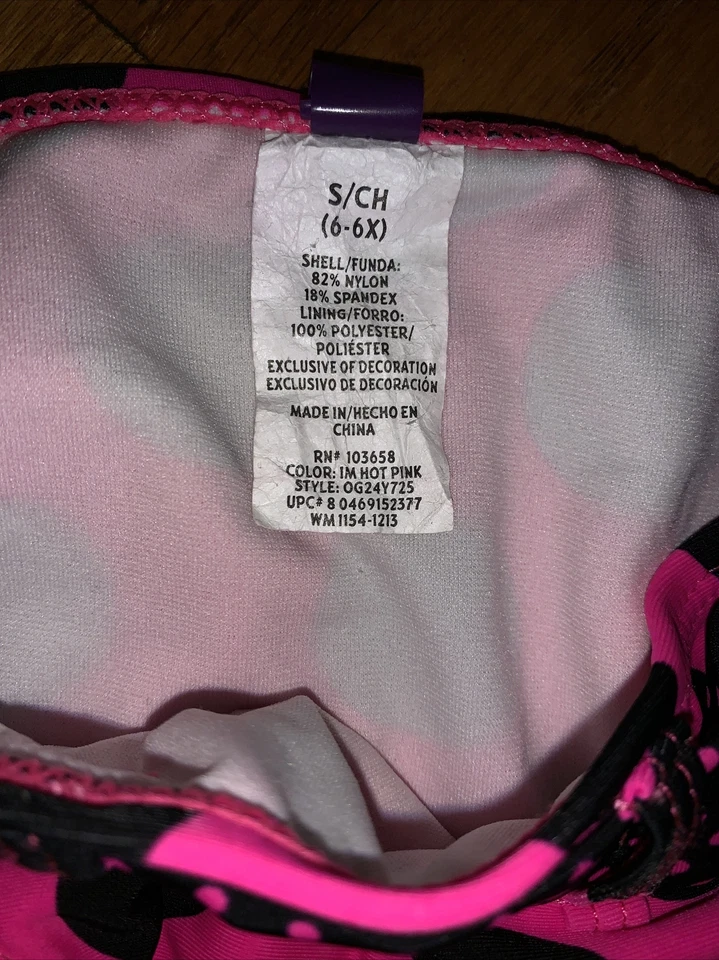 S/CH
(6-6X)
SHELL/FUNDA:
82% NYLON
18% SPANDEX
LINING/FORRO:
100% POLYESTER/
POLIÉSTER
EXCLUSIVE OF DECORATION
EXCLUSIVO DE DECORACIÓN
MADE IN/HECHO EN
CHINA
RN# 103658
COLOR: IM HOT PINK
STYLE: OG24Y725
UPC# 8 0469152377
WM 1154-1213